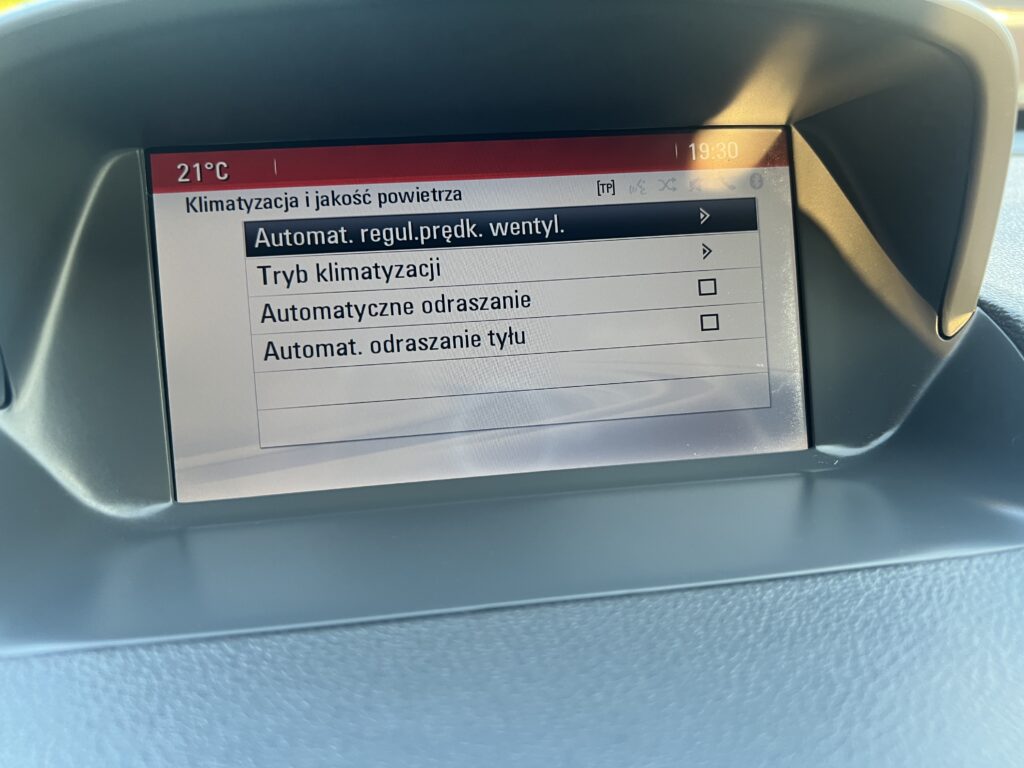 21°C
19:30
Klimatyzacja i jakość powietrza
[TP]
Automat. regul.prędk. wentyl.
Tryb klimatyzacji
Automatyczne odraszanie
Automat. odraszanie tyłu